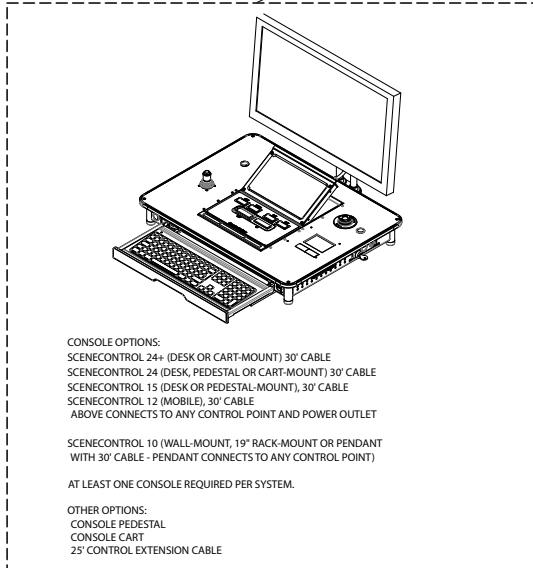 CONSOLE OPTIONS:
SCENECONTROL 24+ (DESK OR CART-MOUNT) 30' CABLE
SCENECONTROL 24 (DESK, PEDESTAL OR CART-MOUNT) 30' CABLE
SCENECONTROL 15 (DESK OR PEDESTAL-MOUNT), 30' CABLE
SCENECONTROL 12 (MOBILE), 30' CABLE
ABOVE CONNECTS TO ANY CONTROL POINT AND POWER OUTLET
SCENECONTROL 10 (WALL-MOUNT, 19" RACK-MOUNT OR PENDANT
WITH 30' CABLE - PENDANT CONNECTS TO ANY CONTROL POINT)
AT LEAST ONE CONSOLE REQUIRED PER SYSTEM.
OTHER OPTIONS:
CONSOLE PEDESTAL
CONSOLE CART
25' CONTROL EXTENSION CABLE